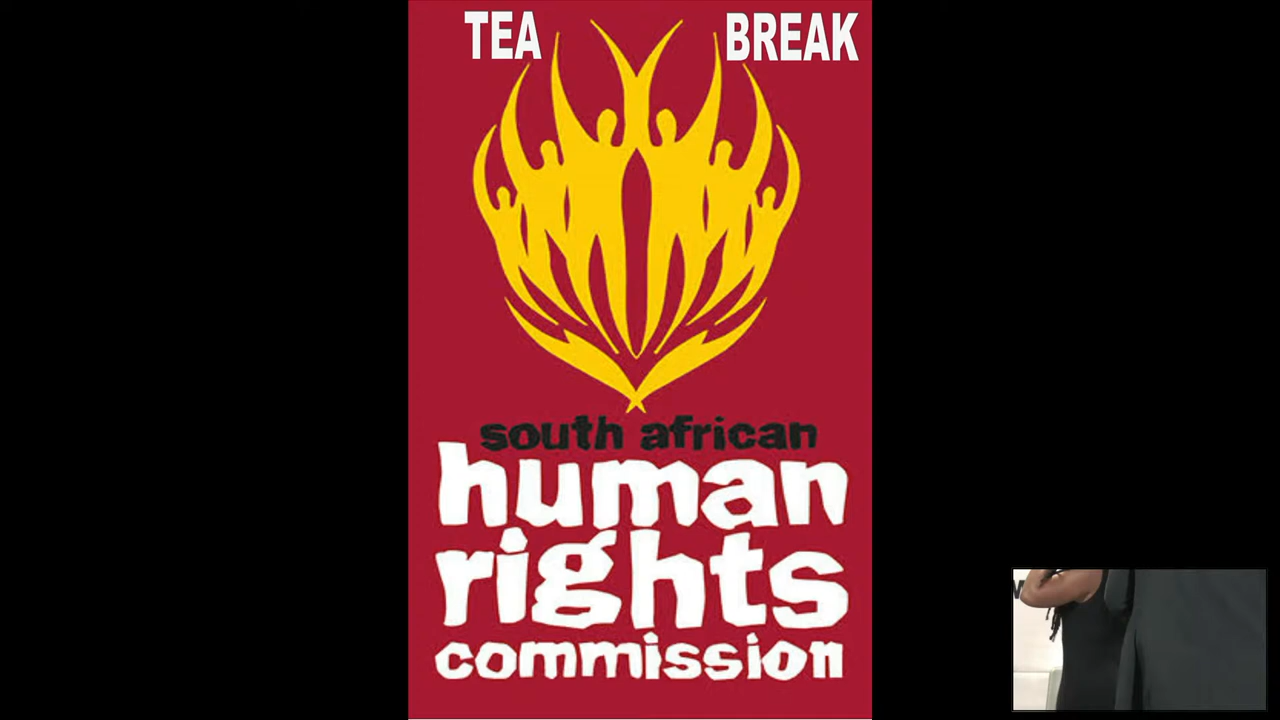 TEA BREAK
south african
human
rights
commission